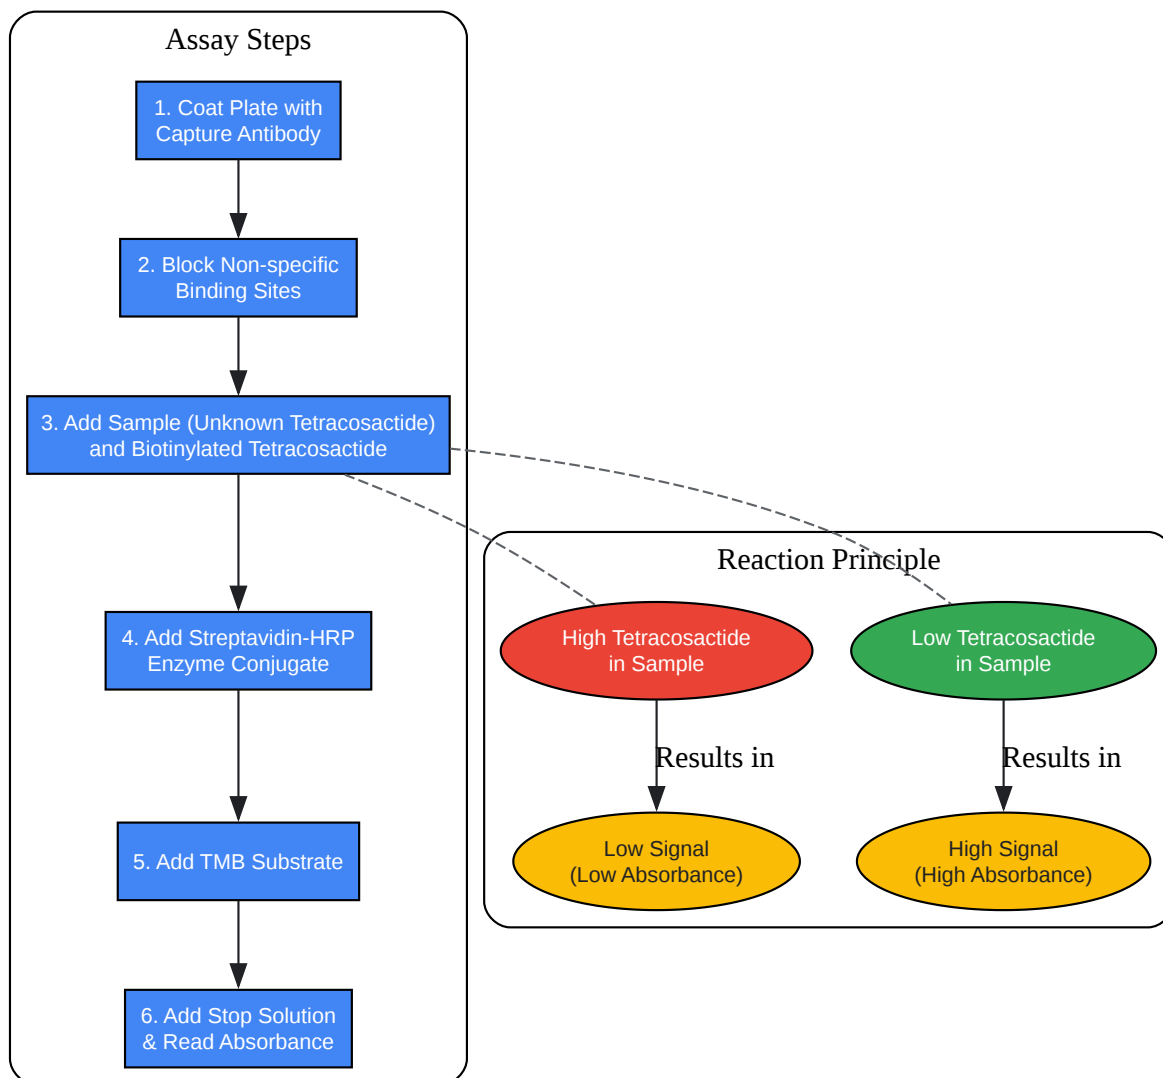 Assay Steps
1. Coat Plate with
Capture Antibody
2. Block Non-specific
Binding Sites
3. Add Sample (Unknown Tetracosactide)
and Biotinylated Tetracosactide
4. Add Streptavidin-HRP
Enzyme Conjugate
5. Add TMB Substrate
6. Add Stop Solution
& Read Absorbance
Reaction Principle
High Tetracosactide
in Sample
Low Tetracosactide
in Sample
Results in
Results in
Low Signal
(Low Absorbance)
High Signal
(High Absorbance)